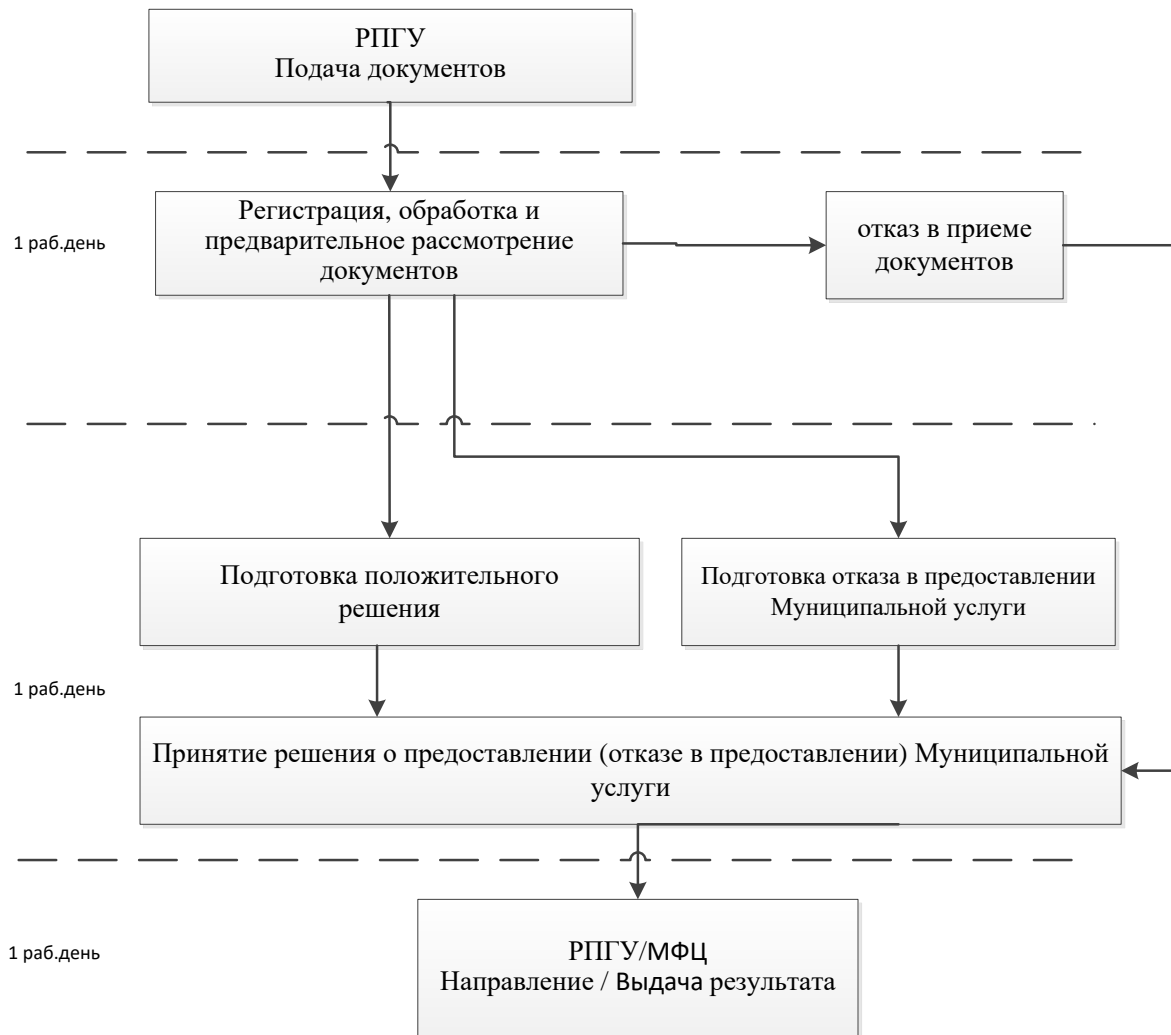 РПГУ
Подача документов
1 раб.день
Регистрация, обработка и
предварительное рассмотрение
документов
отказ в приеме
документов
Подготовка положительного
решения
Подготовка отказа в предоставлении
Муниципальной услуги
1 раб.день
Принятие решения о предоставлении (отказе в предоставлении) Муниципальной
услуги
1 раб.день
РПГУ/МФЦ
Направление / Выдача результата